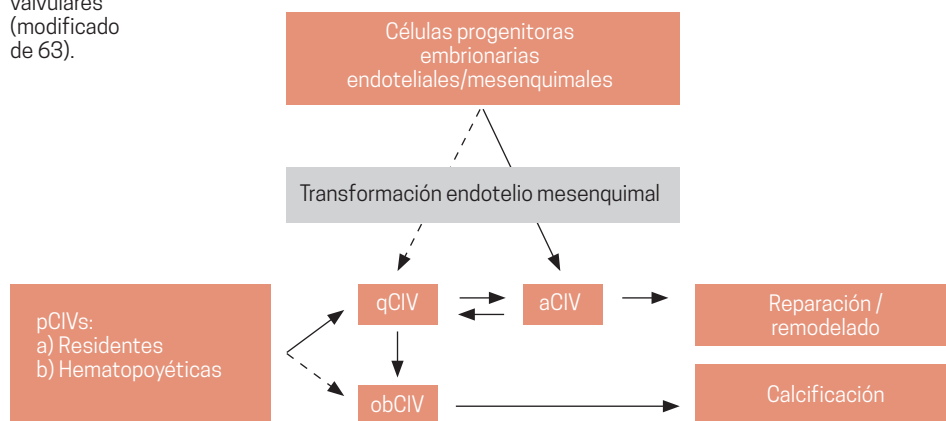 valvulares
(modificado
de 63).
Células progenitoras
embrionarias
endoteliales/mesenquimales
Transformación endotelio mesenquimal
pCIVs:
a) Residentes
b) Hematopoyéticas
qCIV
aCIV
Reparación /
remodelado
obCIV
Calcificación